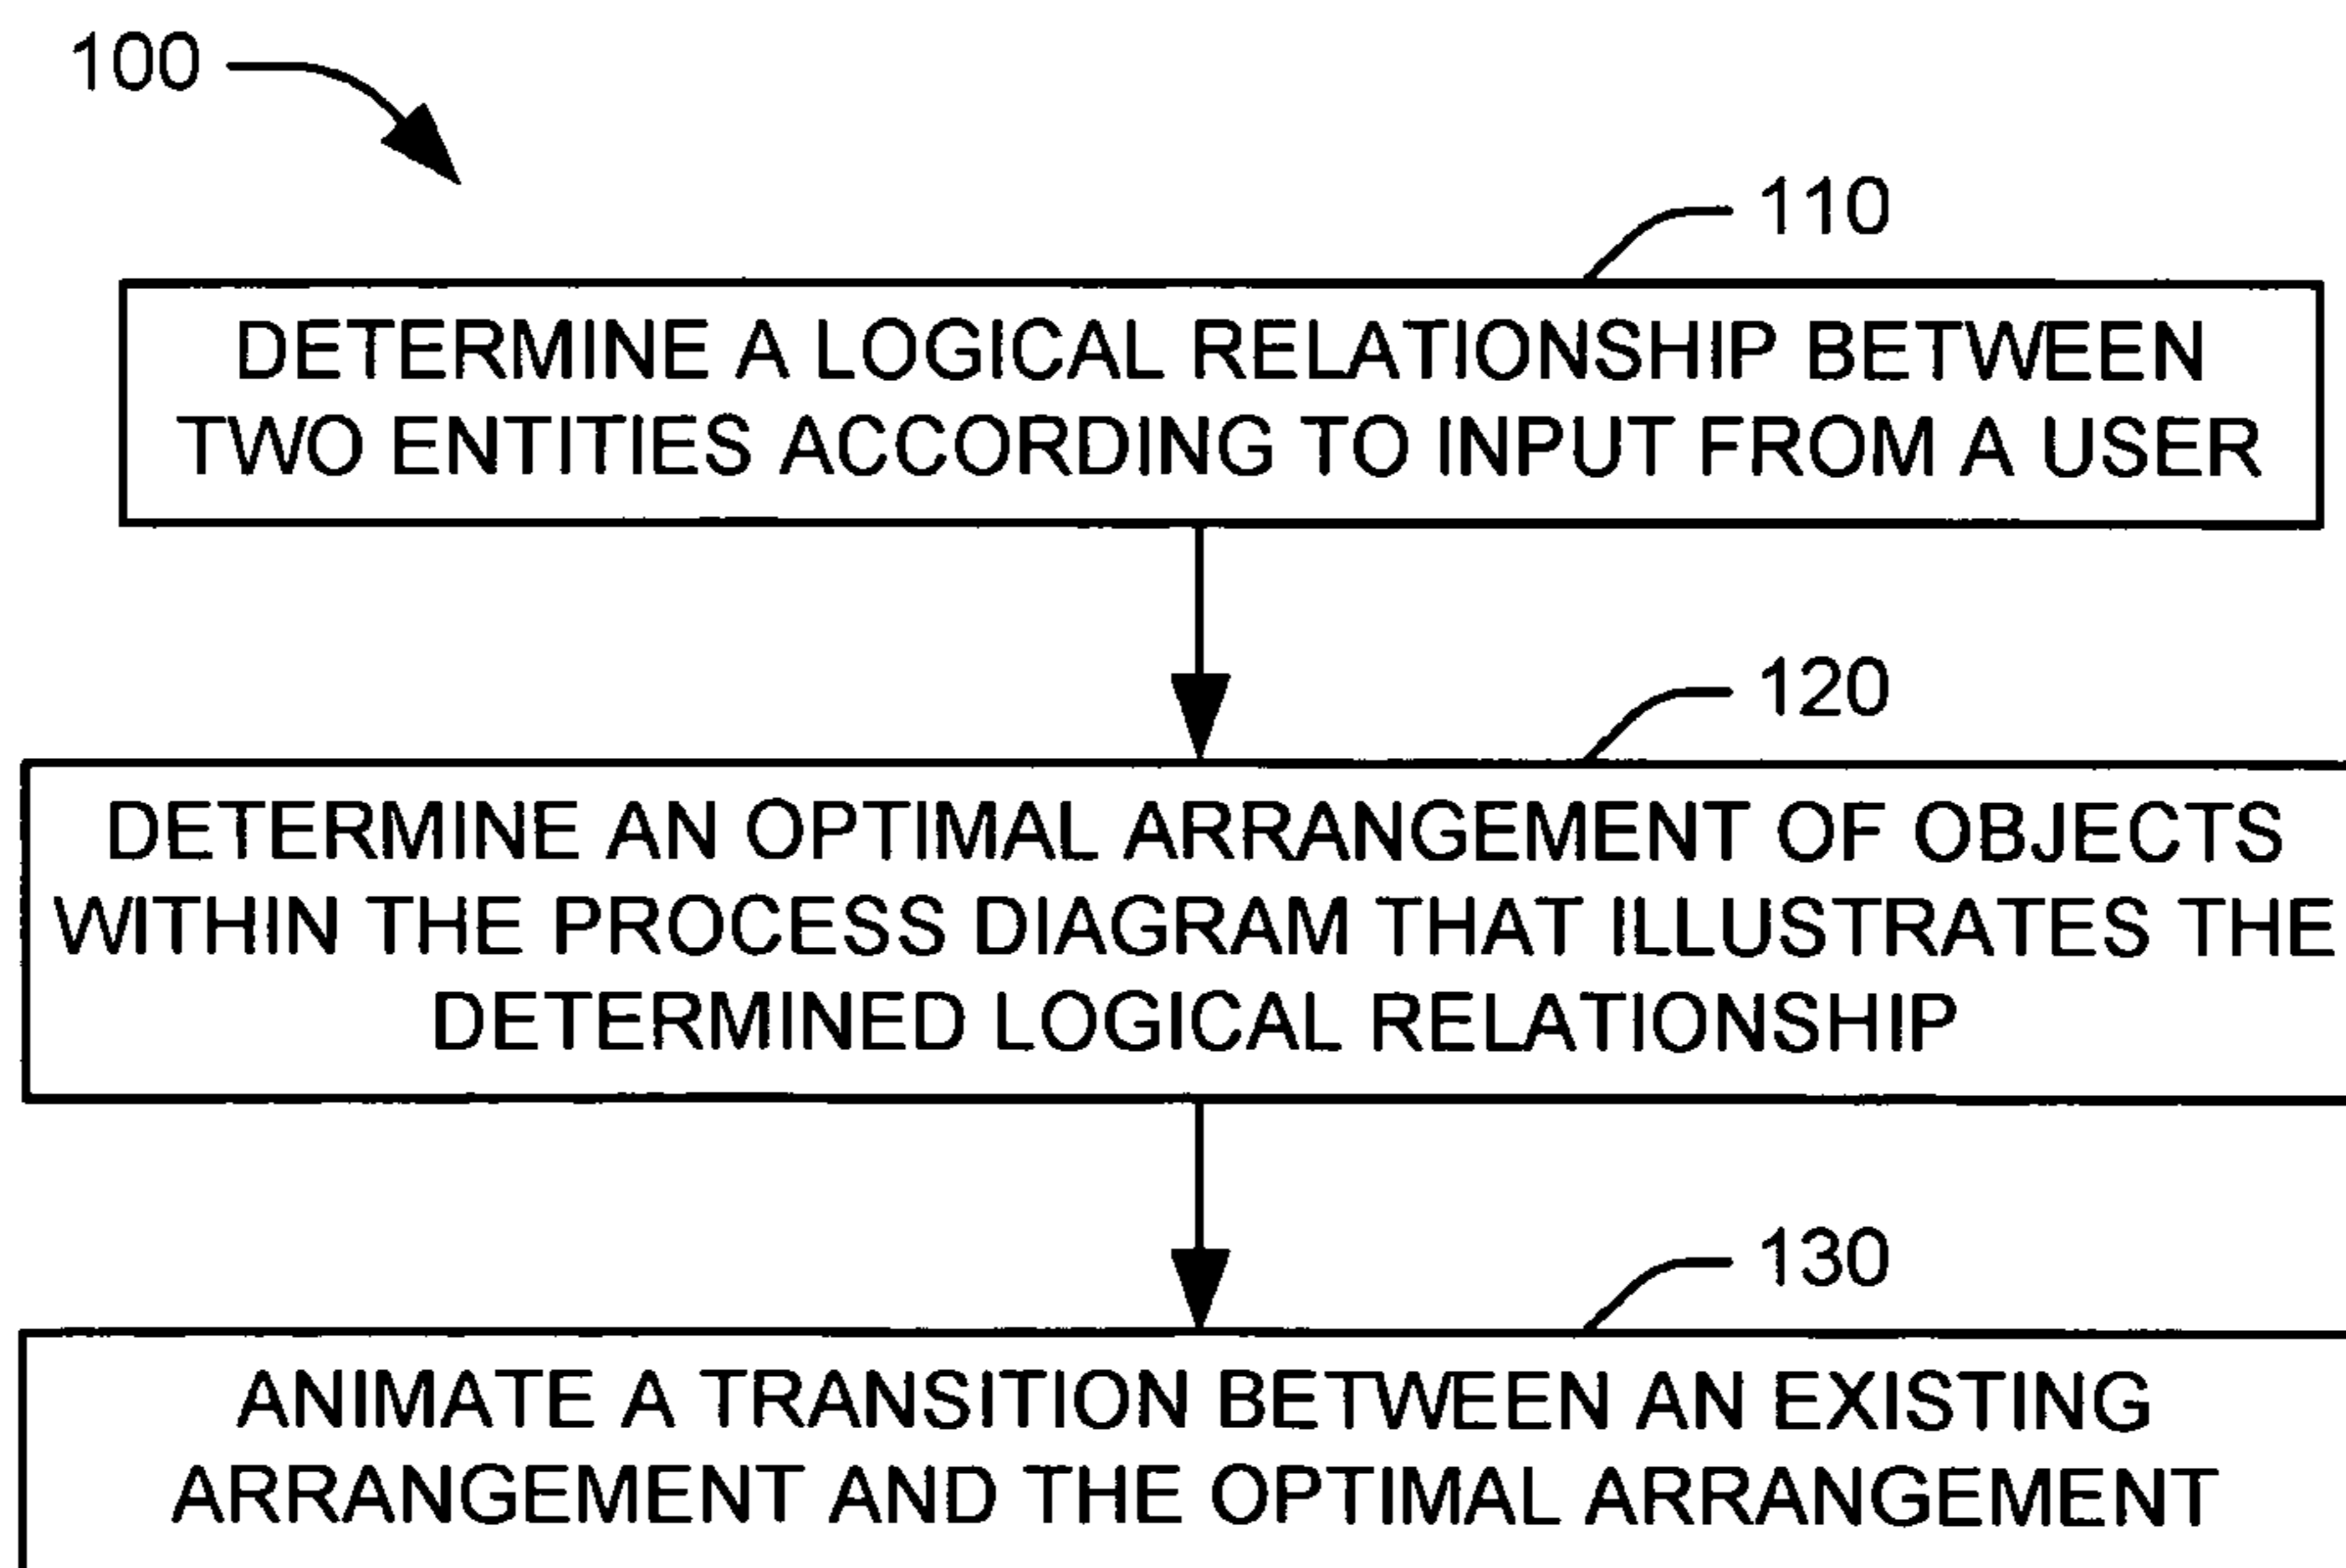 100
110
DETERMINE A LOGICAL RELATIONSHIP BETWEEN
TWO ENTITIES ACCORDING TO INPUT FROM A USER
120
DETERMINE AN OPTIMAL ARRANGEMENT OF OBJECTS
WITHIN THE PROCESS DIAGRAM THAT ILLUSTRATES THE
DETERMINED LOGICAL RELATIONSHIP
130
ANIMATE A TRANSITION BETWEEN AN EXISTING
ARRANGEMENT AND THE OPTIMAL ARRANGEMENT